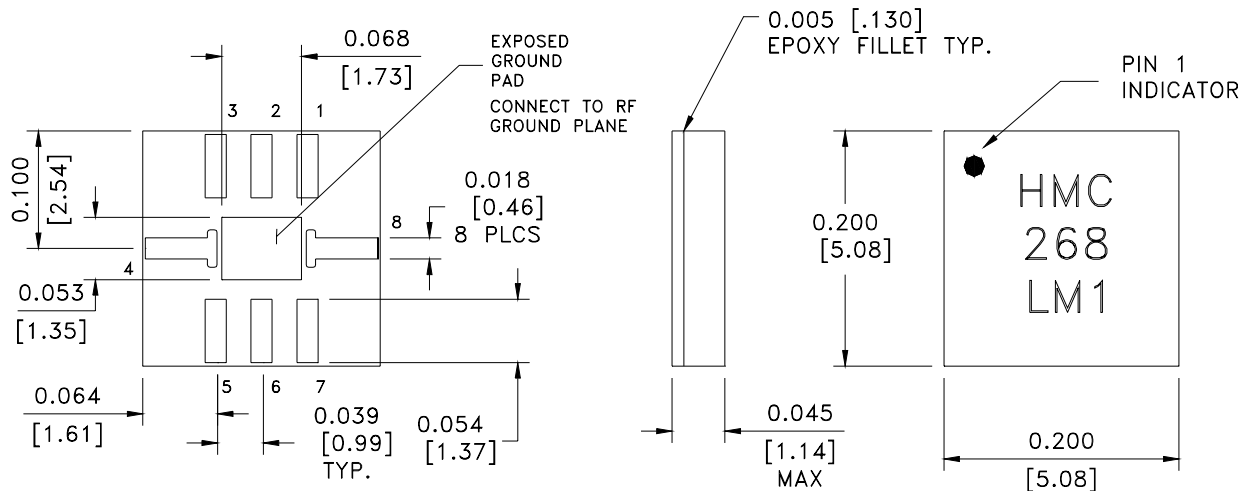 0.068
[1.73]
EXPOSED
GROUND
PAD
CONNECT TO RF
GROUND PLANE
3 2 1
0.100
[2.54]
0.018
[0.46]
8 PLCS
8
4
0.053
[1.35]
5 6 7
0.064
[1.61]
0.039
[0.99]
TYP.
0.054
[1.37]
0.005 [.130]
EPOXY FILLET TYP.
PIN 1
INDICATOR
0.200
[5.08]
HMC
268
LM1
0.045
[1.14]
MAX
0.200
[5.08]